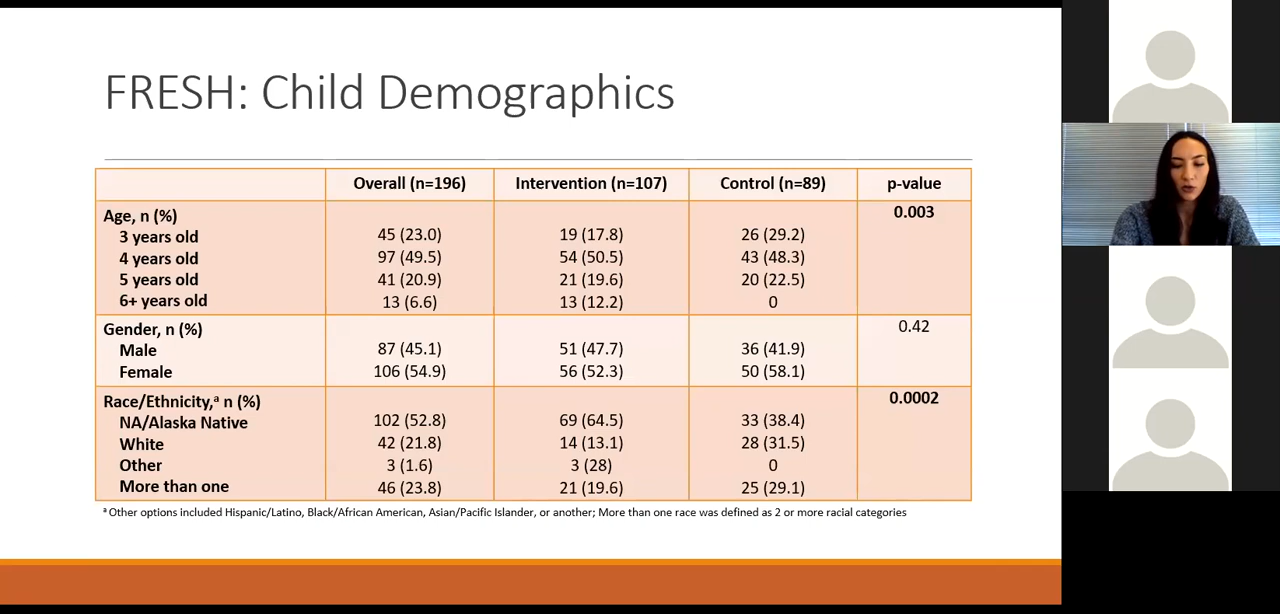 FRESH: Child Demographics
Overall (n=196) Intervention (n=107) Control (n=89) p-value
Age, n (%) 0.003
3 years old 45 (23.0) 19 (17.8) 26 (29.2)
4 years old 97 (49.5) 54 (50.5) 43 (48.3)
5 years old 41 (20.9) 21 (19.6) 20 (22.5)
6+ years old 13 (6.6) 13 (12.2) 0
Gender, n (%) 0.42
Male 87 (45.1) 51 (47.7) 36 (41.9)
Female 106 (54.9) 56 (52.3) 50 (58.1)
Race/Ethnicity,ᵃ n (%) 0.0002
NA/Alaska Native 102 (52.8) 69 (64.5) 33 (38.4)
White 42 (21.8) 14 (13.1) 28 (31.5)
Other 3 (1.6) 3 (28) 0
More than one 46 (23.8) 21 (19.6) 25 (29.1)
ᵃ Other options included Hispanic/Latino, Black/African American, Asian/Pacific Islander, or another; More than one race was defined as 2 or more racial categories